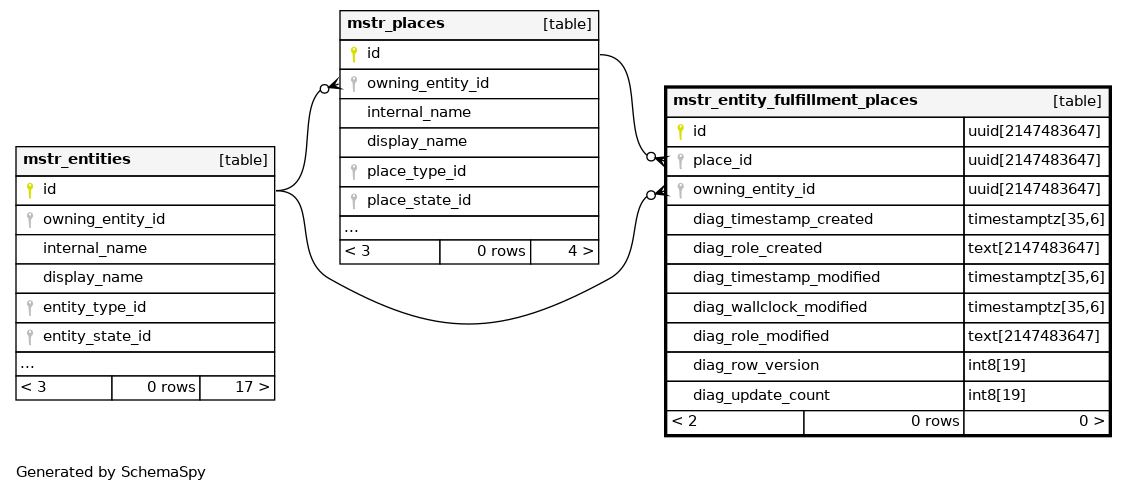 mstr_entities [table]
id
owning_entity_id
internal_name
display_name
entity_type_id
entity_state_id
...
< 3 0 rows 17 >
mstr_places [table]
id
owning_entity_id
internal_name
display_name
place_type_id
place_state_id
...
< 3 0 rows 4 >
mstr_entity_fulfillment_places [table]
id uuid[2147483647]
place_id uuid[2147483647]
owning_entity_id uuid[2147483647]
diag_timestamp_created timestamptz[35,6]
diag_role_created text[2147483647]
diag_timestamp_modified timestamptz[35,6]
diag_wallclock_modified timestamptz[35,6]
diag_role_modified text[2147483647]
diag_row_version int8[19]
diag_update_count int8[19]
< 2 0 rows 0 >
Generated by SchemaSpy